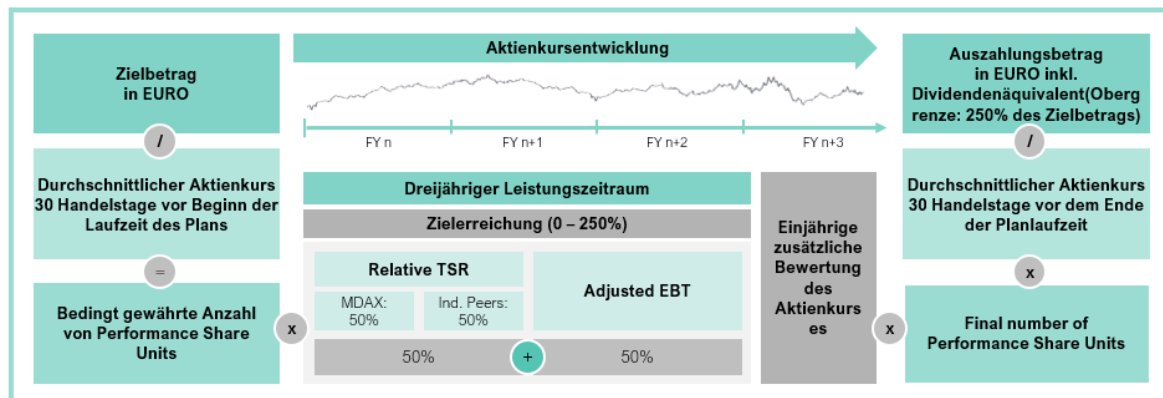 Zielbetrag
in EURO
/
Durchschnittlicher Aktienkurs
30 Handelstage vor Beginn der
Laufzeit des Plans
=
Bedingt gewährte Anzahl
von Performance Share
Units
x
Aktienkursentwicklung
FY n
FY n+1
FY n+2
FY n+3
Dreijähriger Leistungszeitraum
Zielerreichung (0 – 250%)
Relative TSR
MDAX:
50%
Ind. Peers:
50%
Adjusted EBT
50%
+
50%
Einjährige
zusätzliche
Bewertung
des
Aktienkurs
es
x
Auszahlungsbetrag
in EURO inkl.
Dividendenäquivalent(Oberg
renze: 250% des Zielbetrags)
/
Durchschnittlicher Aktienkurs
30 Handelstage vor dem Ende
der Planlaufzeit
x
Final number of
Performance Share Units